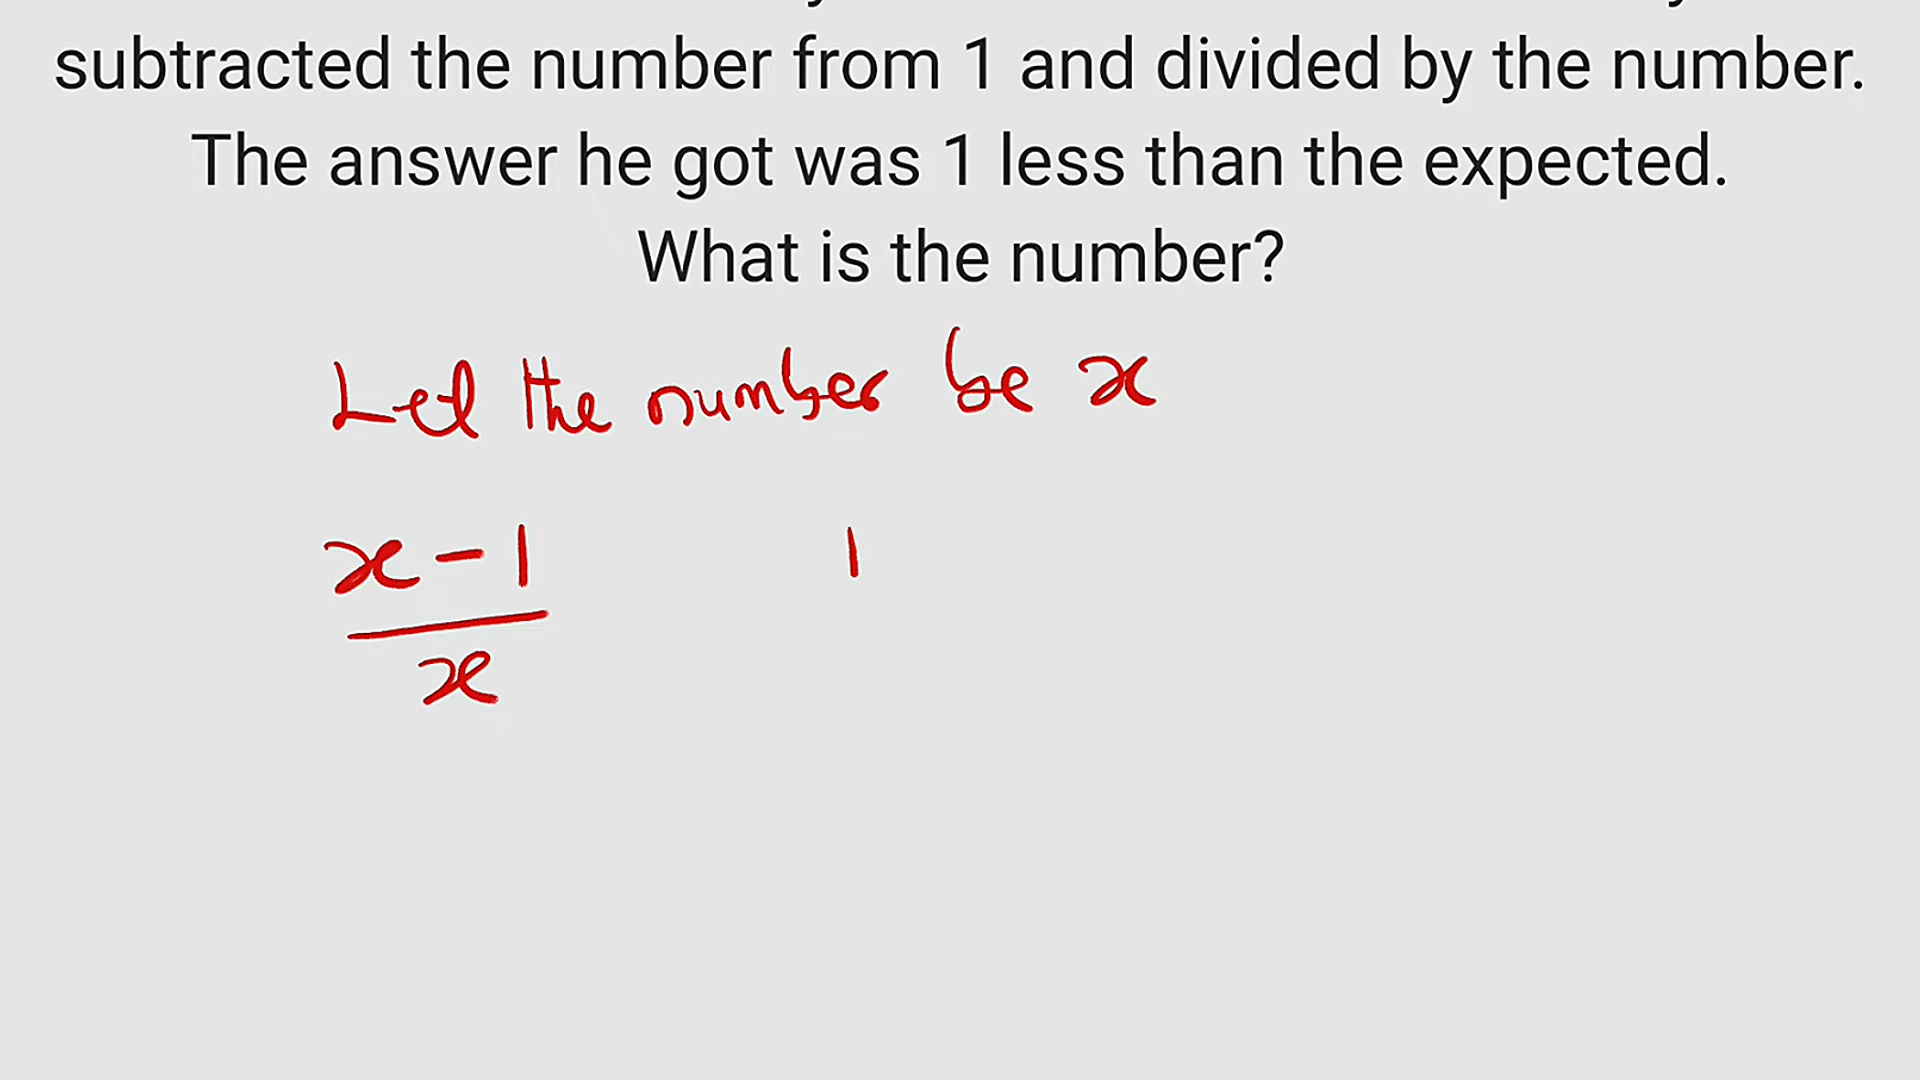 subtracted the number from 1 and divided by the number.
The answer he got was 1 less than the expected.
What is the number?
Let the number be x
x - 1
1
x